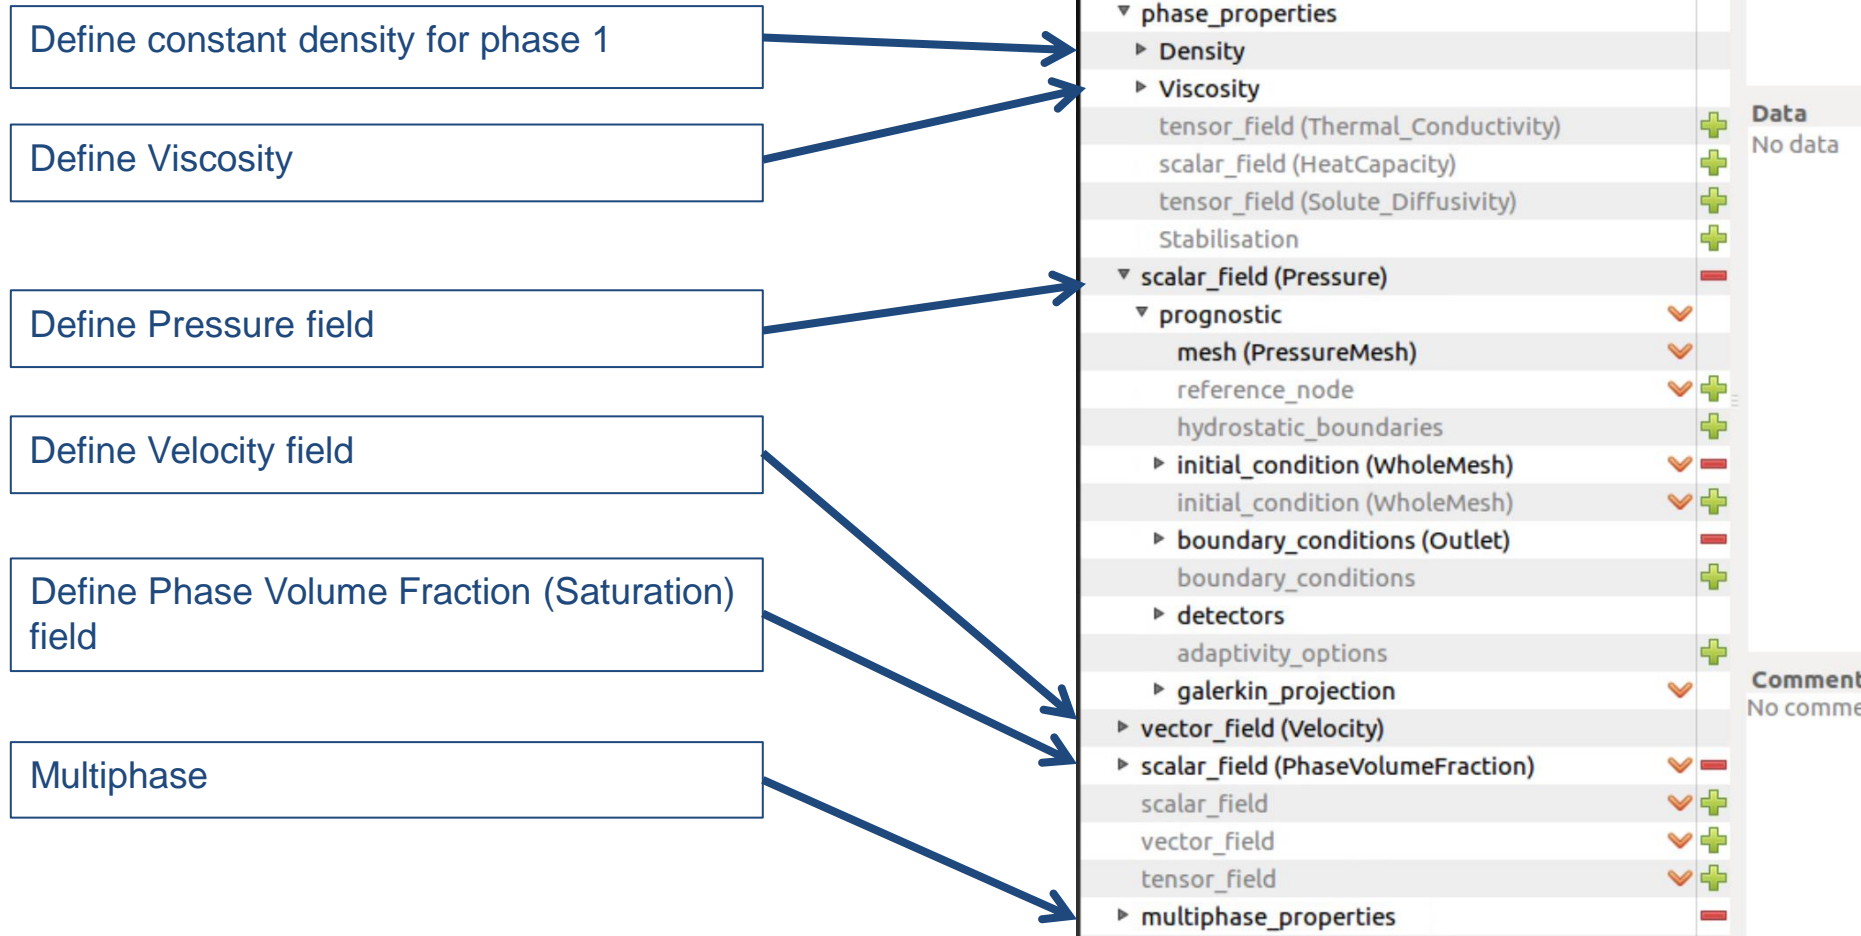 Define constant density for phase 1
Define Viscosity
Define Pressure field
Define Velocity field
Define Phase Volume Fraction (Saturation)
field
Multiphase
phase_properties
Density
Viscosity
tensor_field (Thermal_Conductivity)
scalar_field (HeatCapacity)
tensor_field (Solute_Diffusivity)
Stabilisation
scalar_field (Pressure)
prognostic
mesh (PressureMesh)
reference_node
hydrostatic_boundaries
initial_condition (WholeMesh)
initial_condition (WholeMesh)
boundary_conditions (Outlet)
boundary_conditions
detectors
adaptivity_options
galerkin_projection
vector_field (Velocity)
scalar_field (PhaseVolumeFraction)
scalar_field
vector_field
tensor_field
multiphase_properties
Data
No data
Comment
No comme